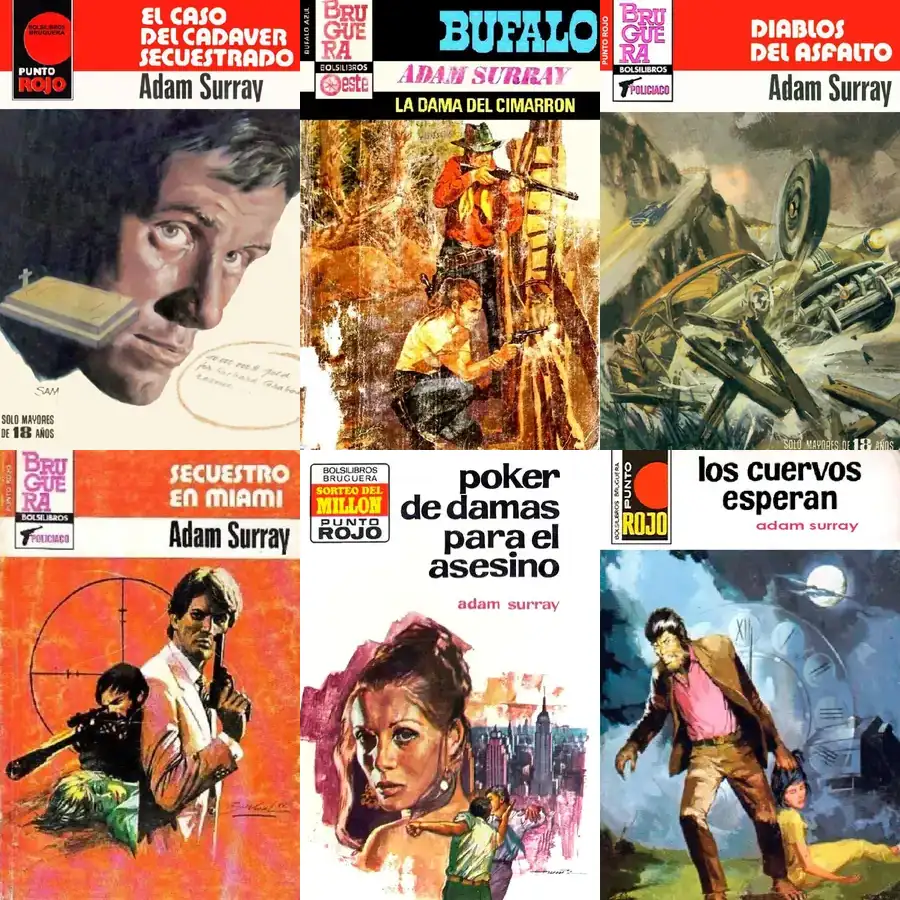 BOLSILIBROS
BRUGUERA
PUNTO
ROJO
EL CASO
DEL CADAVER
SECUESTRADO
Adam Surray
SAM
SOLO MAYORES
DE 18 AÑOS
BUFALO AZUL
BRU
GUE
RA
BOLSILIBROS
Oeste
BUFALO
ADAM SURRAY
LA DAMA DEL CIMARRON
PUNTO ROJO
BRU
GUE
RA
BOLSILIBROS
POLICIACO
DIABLOS
DEL ASFALTO
Adam Surray
SOLO MAYORES DE 18 AÑOS
PUNTO ROJO
BRU
GUE
RA
BOLSILIBROS
POLICIACO
SECUESTRO
EN MIAMI
Adam Surray
BOLSILIBROS
BRUGUERA
SORTEO DEL
MILLON
PUNTO
ROJO
poker
de damas
para el
asesino
adam surray
BOLSILIBROS BRUGUERA
PUNTO
ROJO
los cuervos
esperan
adam surray
XII